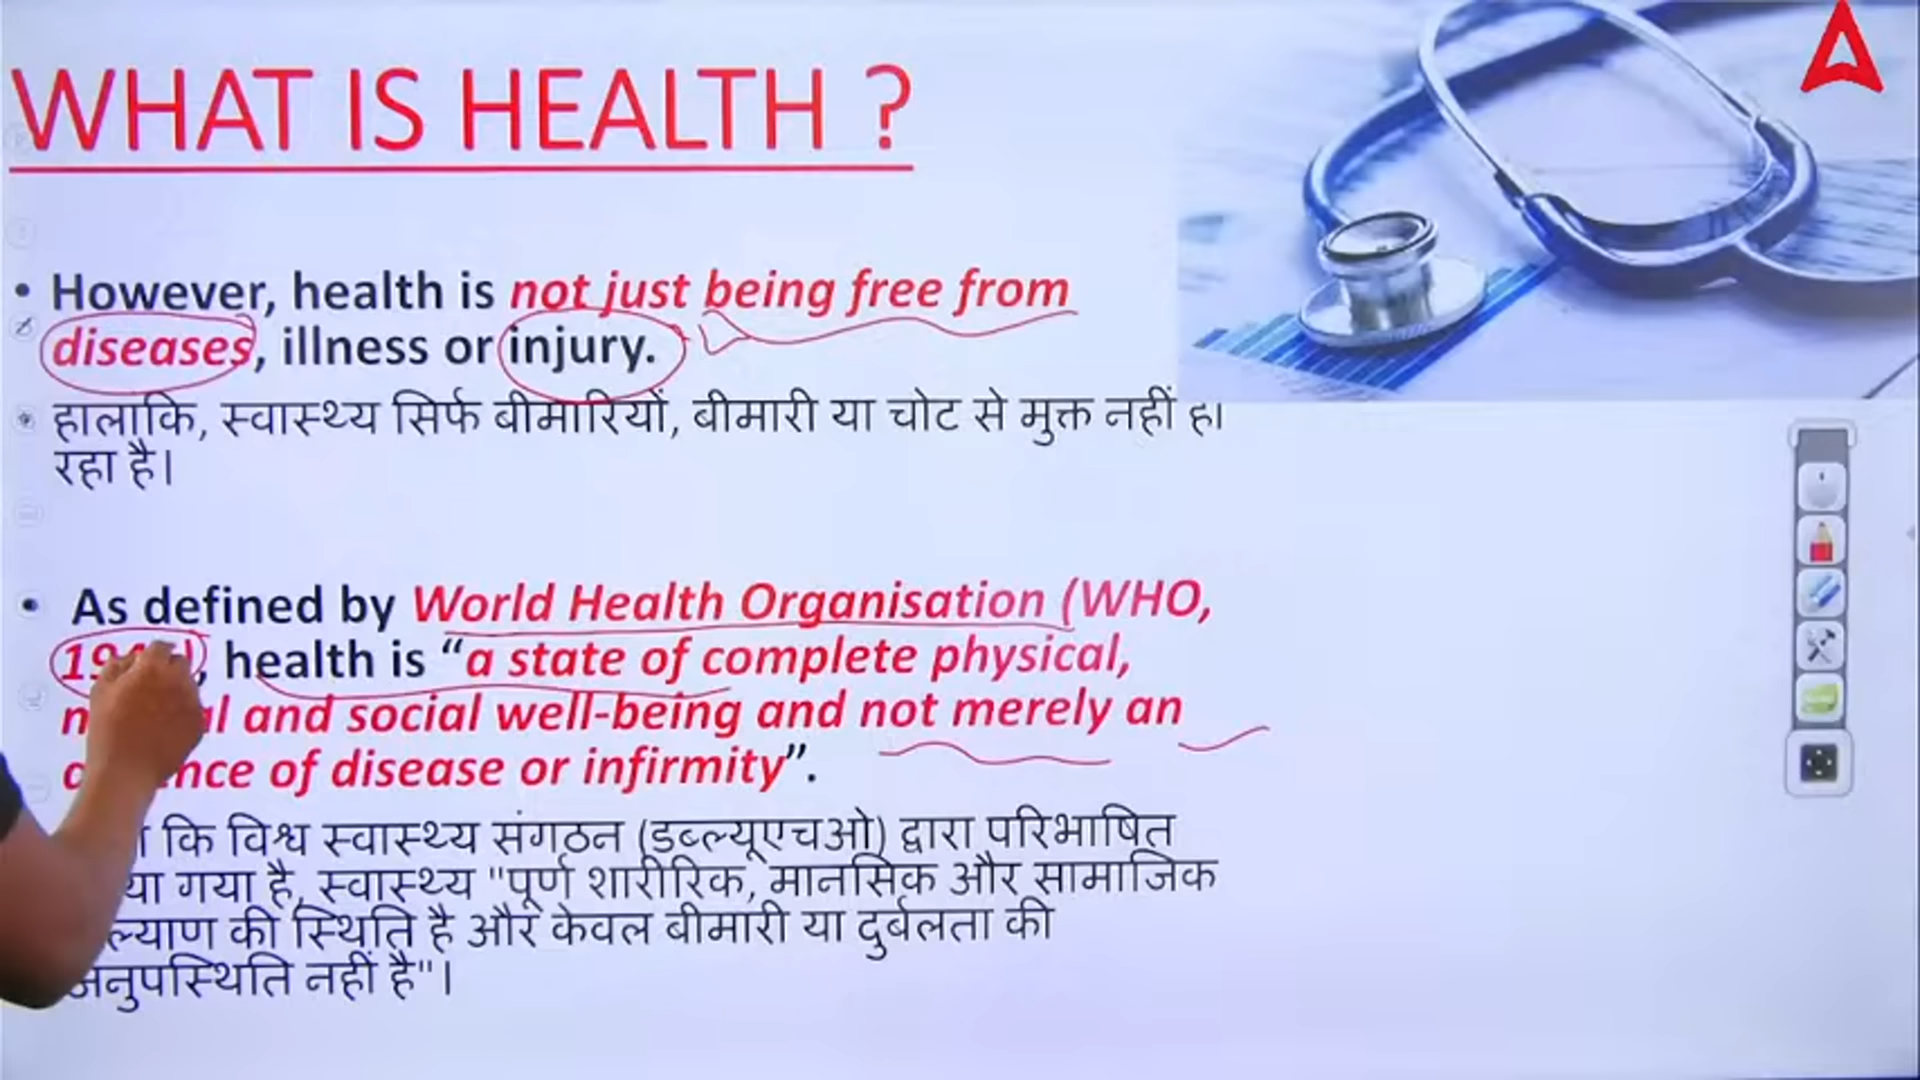 WHAT IS HEALTH ?
• However, health is not just being free from
diseases, illness or injury.
हालाकि, स्वास्थ्य सिर्फ बीमारियों, बीमारी या चोट से मुक्त नहीं हो
रहा है।
• As defined by World Health Organisation (WHO,
health is “a state of complete physical,
and social well-being and not merely an
of disease or infirmity”.
कि विश्व स्वास्थ्य संगठन (डब्ल्यूएचओ) द्वारा परिभाषित
गया है, स्वास्थ्य "पूर्ण शारीरिक, मानसिक और सामाजिक
की स्थिति है और केवल बीमारी या दुर्बलता की
अनुपस्थिति नहीं है"।